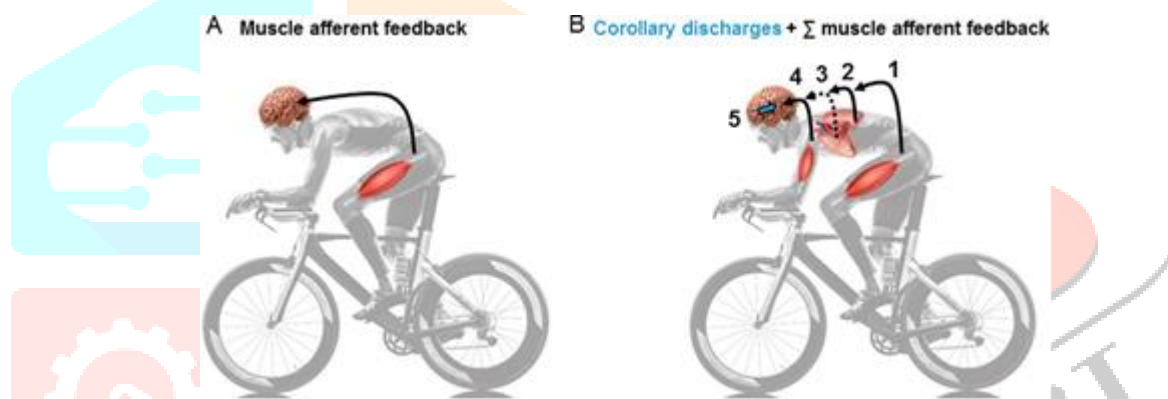 A Muscle afferent feedback
B Corollary discharges + Σ muscle afferent feedback
4 3 2 1
5